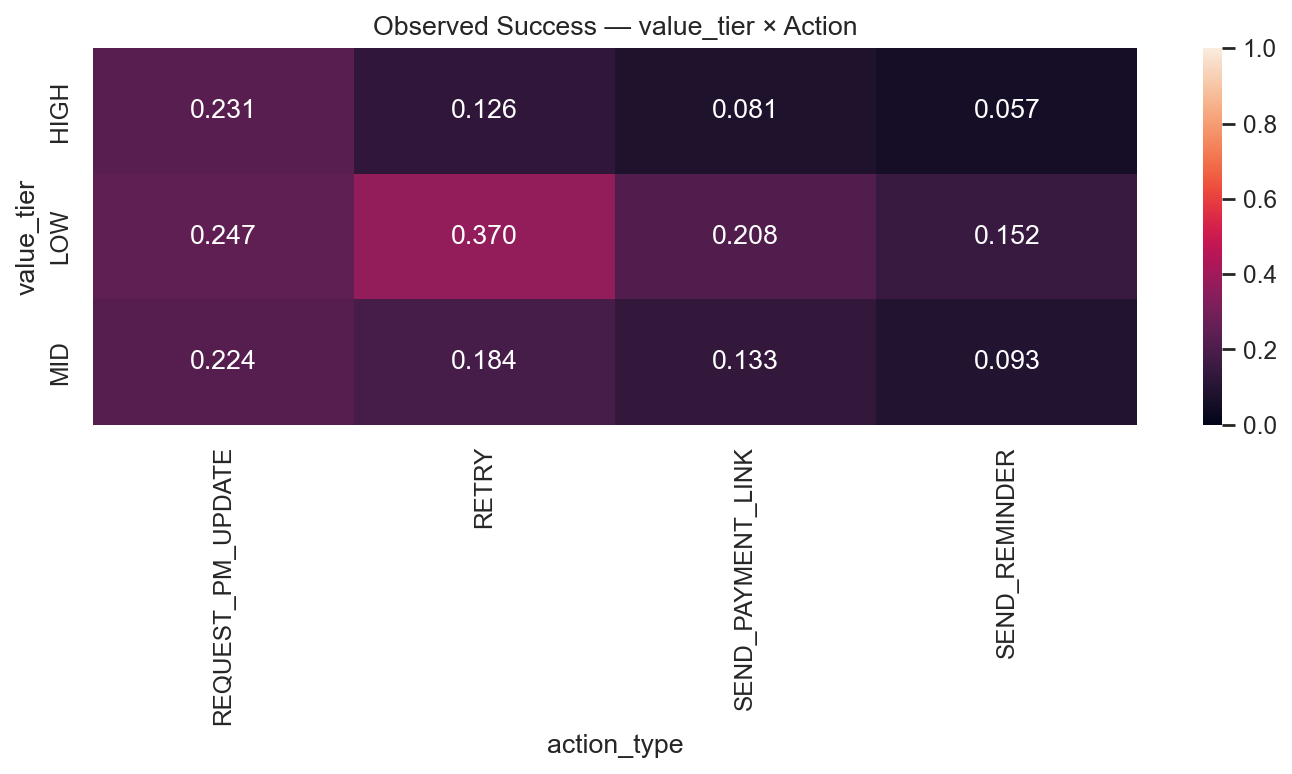 Observed Success — value_tier × Action
value_tier
HIGH
0.231 0.126 0.081 0.057
LOW
0.247 0.370 0.208 0.152
MID
0.224 0.184 0.133 0.093
REQUEST_PM_UPDATE
RETRY
SEND_PAYMENT_LINK
SEND_REMINDER
action_type
1.0
0.8
0.6
0.4
0.2
0.0